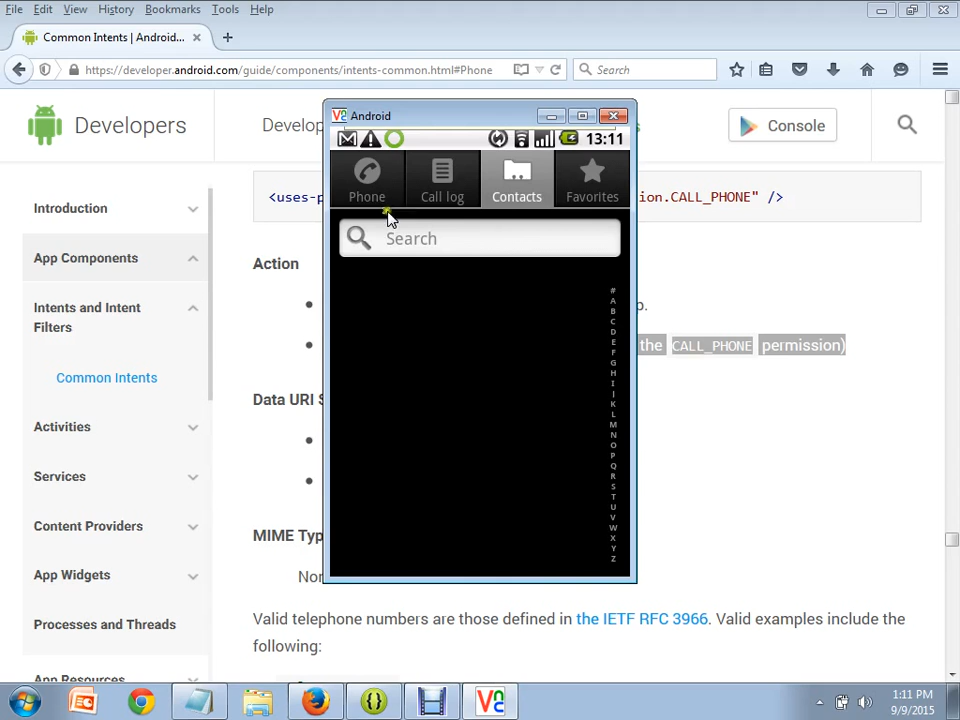 File Edit View History Bookmarks Tools Help
Common Intents | Android...
https://developer.android.com/guide/components/intents-common.html#Phone
Search
Developers
Develop
Console
Android
13:11
Phone
Call log
Contacts
Favorites
Search
#
A
B
C
D
E
F
G
H
I
J
K
L
M
N
O
P
Q
R
S
T
U
V
W
X
Y
Z
Introduction
App Components
Intents and Intent
Filters
Common Intents
Activities
Services
Content Providers
App Widgets
Processes and Threads
App Resources
<uses-p
ion.CALL_PHONE" />
Action
p.
the CALL_PHONE permission)
Data URI S
MIME Typ
Non
Valid telephone numbers are those defined in the IETF RFC 3966. Valid examples include the
following:
1:11 PM
9/9/2015